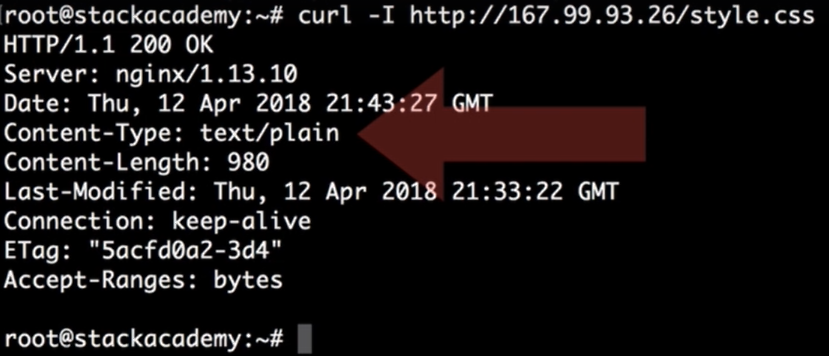 root@stackacademy:~# curl -I http://167.99.93.26/style.css
HTTP/1.1 200 OK
Server: nginx/1.13.10
Date: Thu, 12 Apr 2018 21:43:27 GMT
Content-Type: text/plain
Content-Length: 980
Last-Modified: Thu, 12 Apr 2018 21:33:22 GMT
Connection: keep-alive
ETag: "5acfd0a2-3d4"
Accept-Ranges: bytes
root@stackacademy:~#